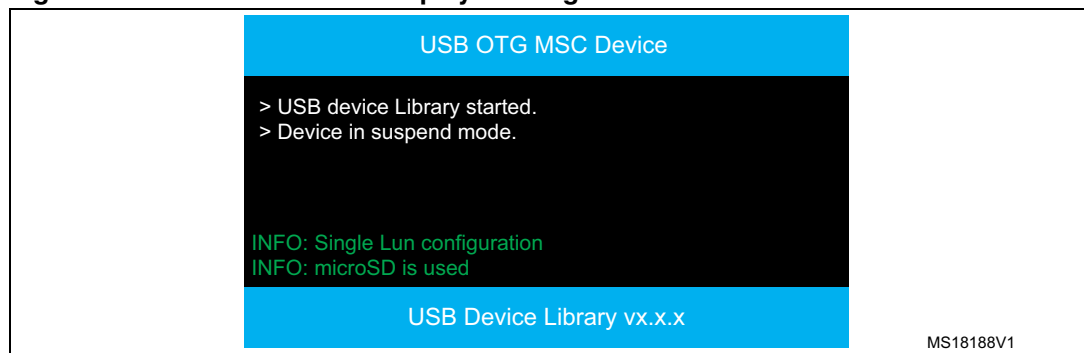 USB OTG MSC Device
> USB device Library started.
> Device in suspend mode.
INFO: Single Lun configuration
INFO: microSD is used
USB Device Library vx.x.x
MS18188V1